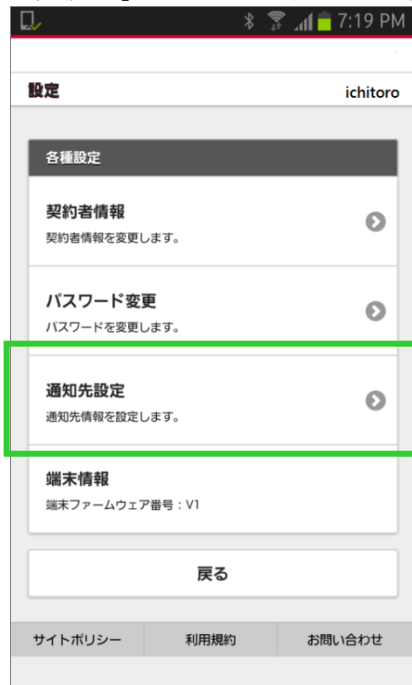 7:19 PM
設定 ichitoro
各種設定
契約者情報
契約者情報を変更します。
パスワード変更
パスワードを変更します。
通知先設定
通知先情報を設定します。
端末情報
端末ファームウェア番号：V1
戻る
サイトポリシー 利用規約 お問い合わせ